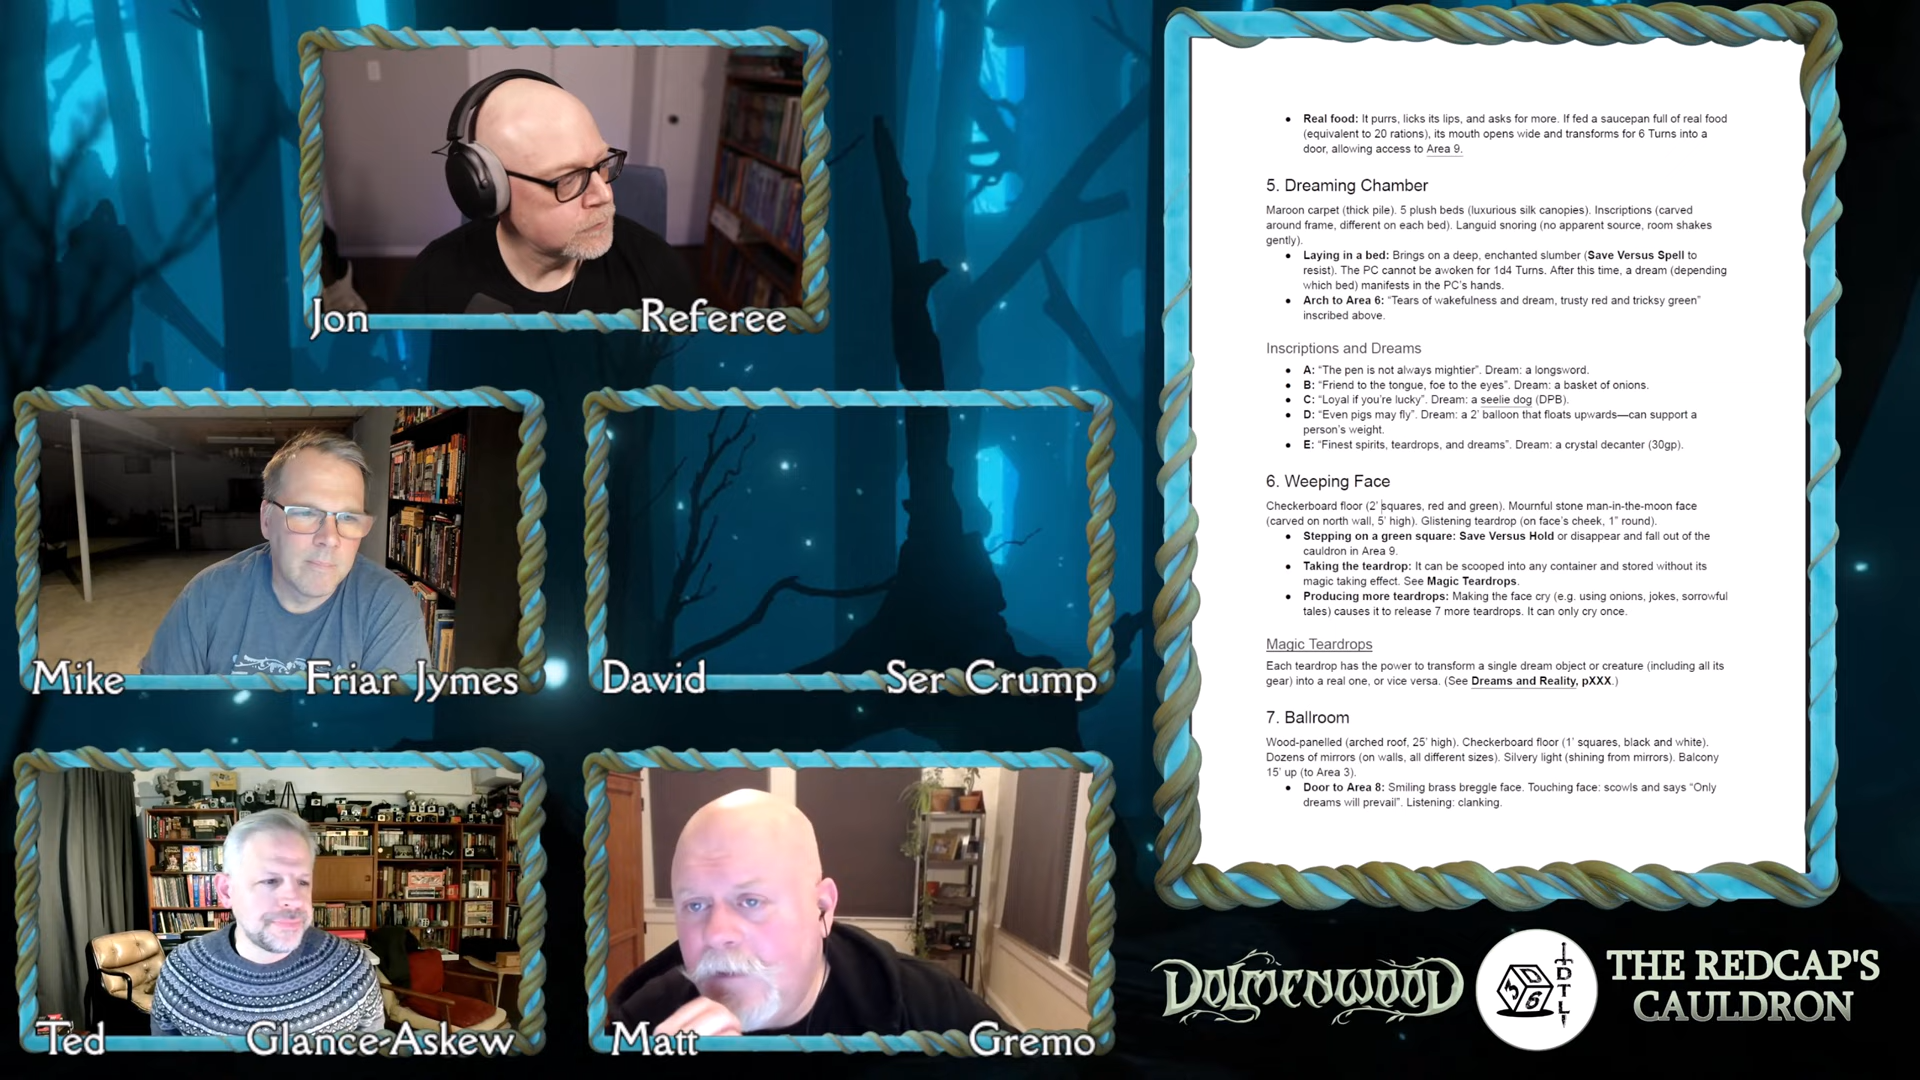 Jon Referee
Mike Friar Jymes
David Ser Crump
Ted Glance-Askew
Matt Gremo
• Real food: It purrs, licks its lips, and asks for more. If fed a saucepan full of real food
(equivalent to 20 rations), its mouth opens wide and transforms for 6 Turns into a
door, allowing access to Area 9.
5. Dreaming Chamber
Maroon carpet (thick pile). 5 plush beds (luxurious silk canopies). Inscriptions (carved
around frame, different on each bed). Languid snoring (no apparent source, room shakes
gently).
• Laying in a bed: Brings on a deep, enchanted slumber (Save Versus Spell to
resist). The PC cannot be awoken for 1d4 Turns. After this time, a dream (depending
which bed) manifests in the PC's hands.
• Arch to Area 6: “Tears of wakefulness and dream, trusty red and tricksy green”
inscribed above.
Inscriptions and Dreams
• A: “The pen is not always mightier”. Dream: a longsword.
• B: “Friend to the tongue, foe to the eyes”. Dream: a basket of onions.
• C: “Loyal if you’re lucky”. Dream: a seelie dog (DPB).
• D: “Even pigs may fly”. Dream: a 2’ balloon that floats upwards—can support a
person’s weight.
• E: “Finest spirits, teardrops, and dreams”. Dream: a crystal decanter (30gp).
6. Weeping Face
Checkerboard floor (2’ squares, red and green). Mournful stone man-in-the-moon face
(carved on north wall, 5’ high). Glistening teardrop (on face’s cheek, 1” round).
• Stepping on a green square: Save Versus Hold or disappear and fall out of the
cauldron in Area 9.
• Taking the teardrop: It can be scooped into any container and stored without its
magic taking effect. See Magic Teardrops.
• Producing more teardrops: Making the face cry (e.g. using onions, jokes, sorrowful
tales) causes it to release 7 more teardrops. It can only cry once.
Magic Teardrops
Each teardrop has the power to transform a single dream object or creature (including all its
gear) into a real one, or vice versa. (See Dreams and Reality, pXXX.)
7. Ballroom
Wood-panelled (arched roof, 25’ high). Checkerboard floor (1’ squares, black and white).
Dozens of mirrors (on walls, all different sizes). Silvery light (shining from mirrors). Balcony
15’ up (to Area 3).
• Door to Area 8: Smiling brass breggle face. Touching face: scowls and says “Only
dreams will prevail”. Listening: clanking.
DOLMENWOOD
3D6
DTL
THE REDCAP'S
CAULDRON